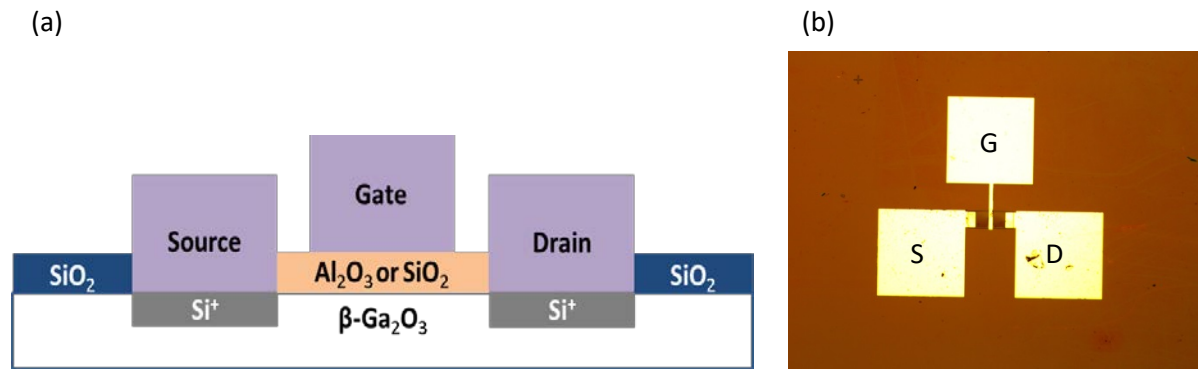 (a)
(b)
Gate
Source
Drain
SiO₂
Al₂O₃ or SiO₂
SiO₂
Si⁺
β-Ga₂O₃
Si⁺
G
S
D